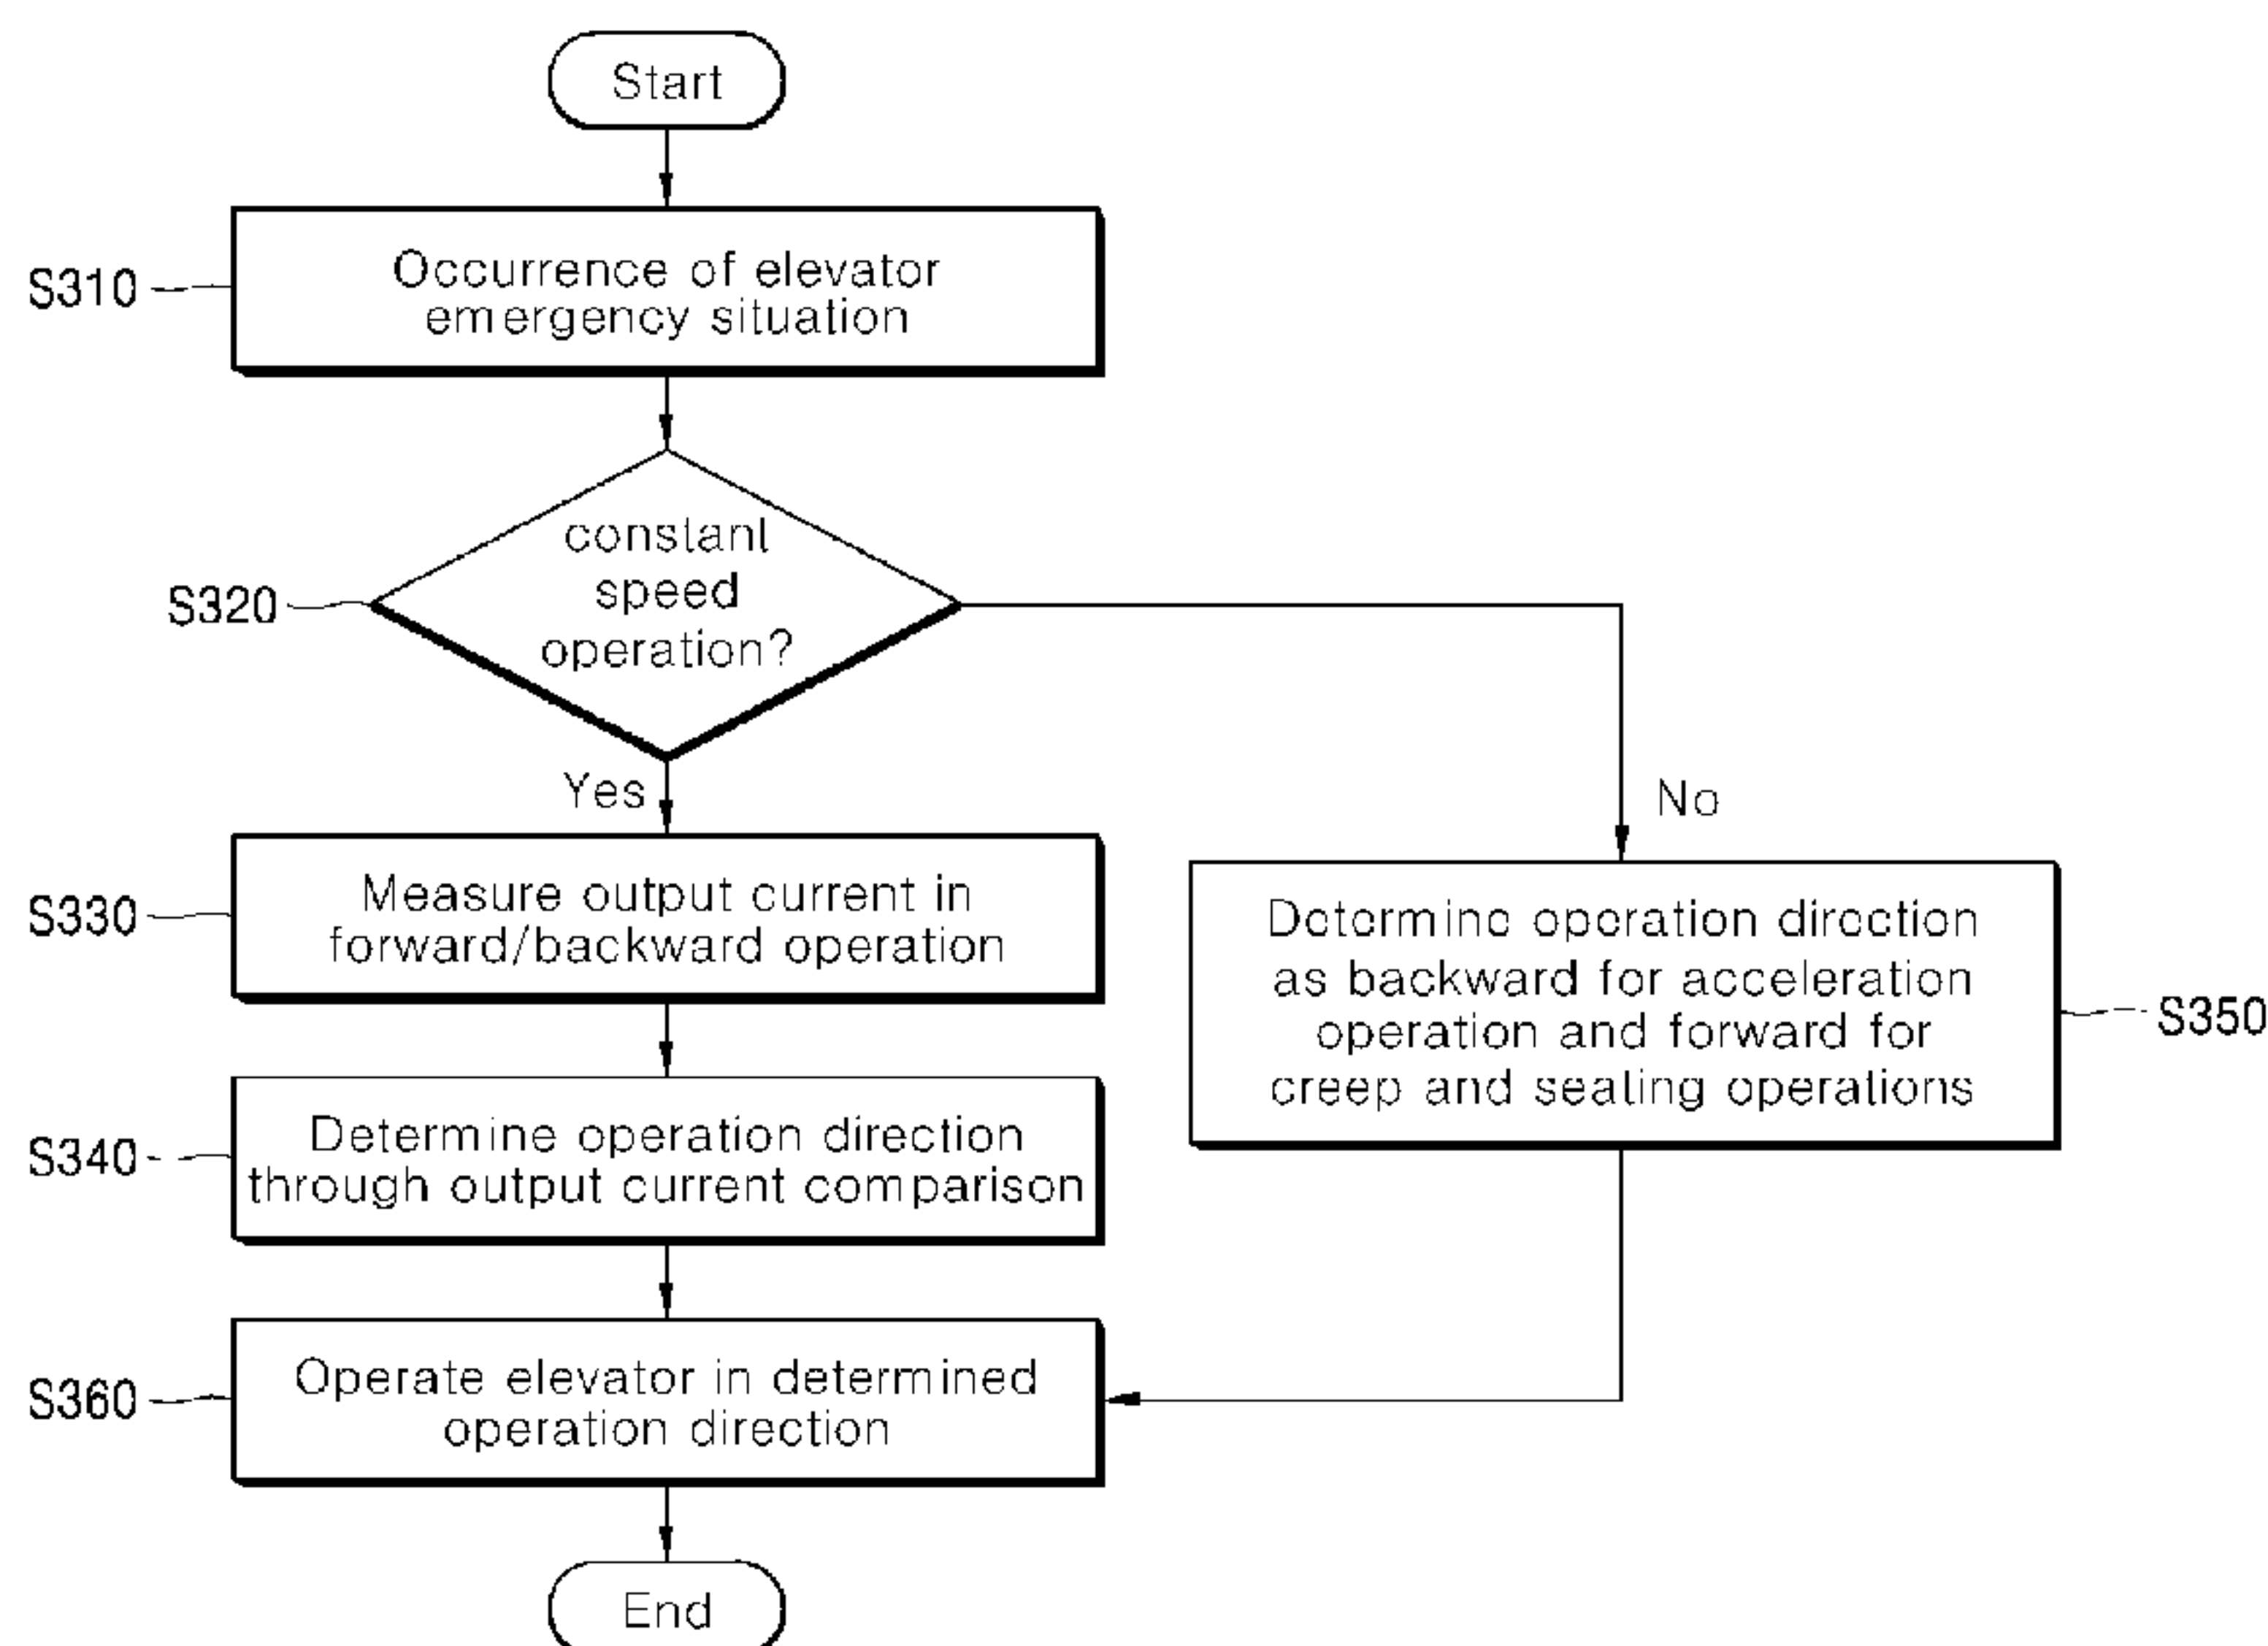 Start
S310
Occurrence of elevator
emergency situation
S320
constant
speed
operation?
Yes
No
S330
Measure output current in
forward/backward operation
S350
Determine operation direction
as backward for acceleration
operation and forward for
creep and seating operations
S340
Determine operation direction
through output current comparison
S360
Operate elevator in determined
operation direction
End